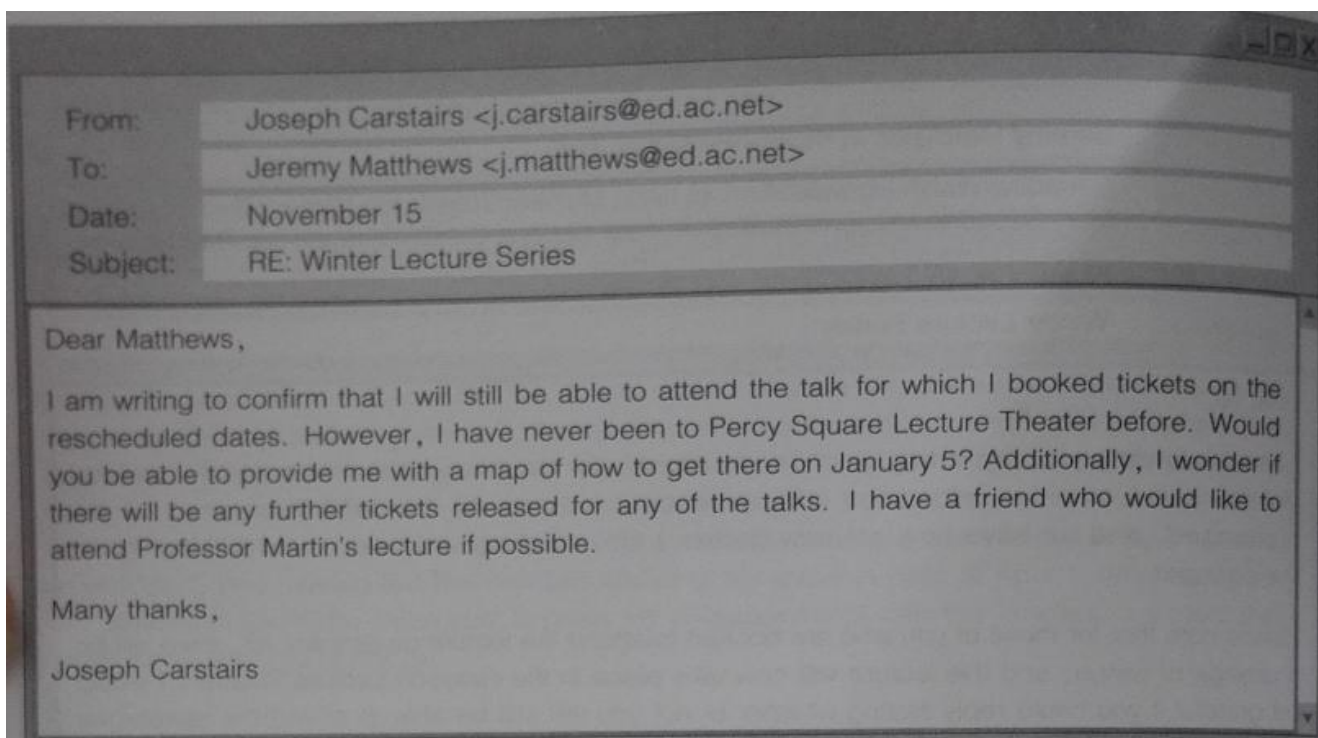 From: Joseph Carstairs <j.carstairs@ed.ac.net>
To: Jeremy Matthews <j.matthews@ed.ac.net>
Date: November 15
Subject: RE: Winter Lecture Series
Dear Matthews,
I am writing to confirm that I will still be able to attend the talk for which I booked tickets on the
rescheduled dates. However, I have never been to Percy Square Lecture Theater before. Would
you be able to provide me with a map of how to get there on January 5? Additionally, I wonder if
there will be any further tickets released for any of the talks. I have a friend who would like to
attend Professor Martin's lecture if possible.
Many thanks,
Joseph Carstairs